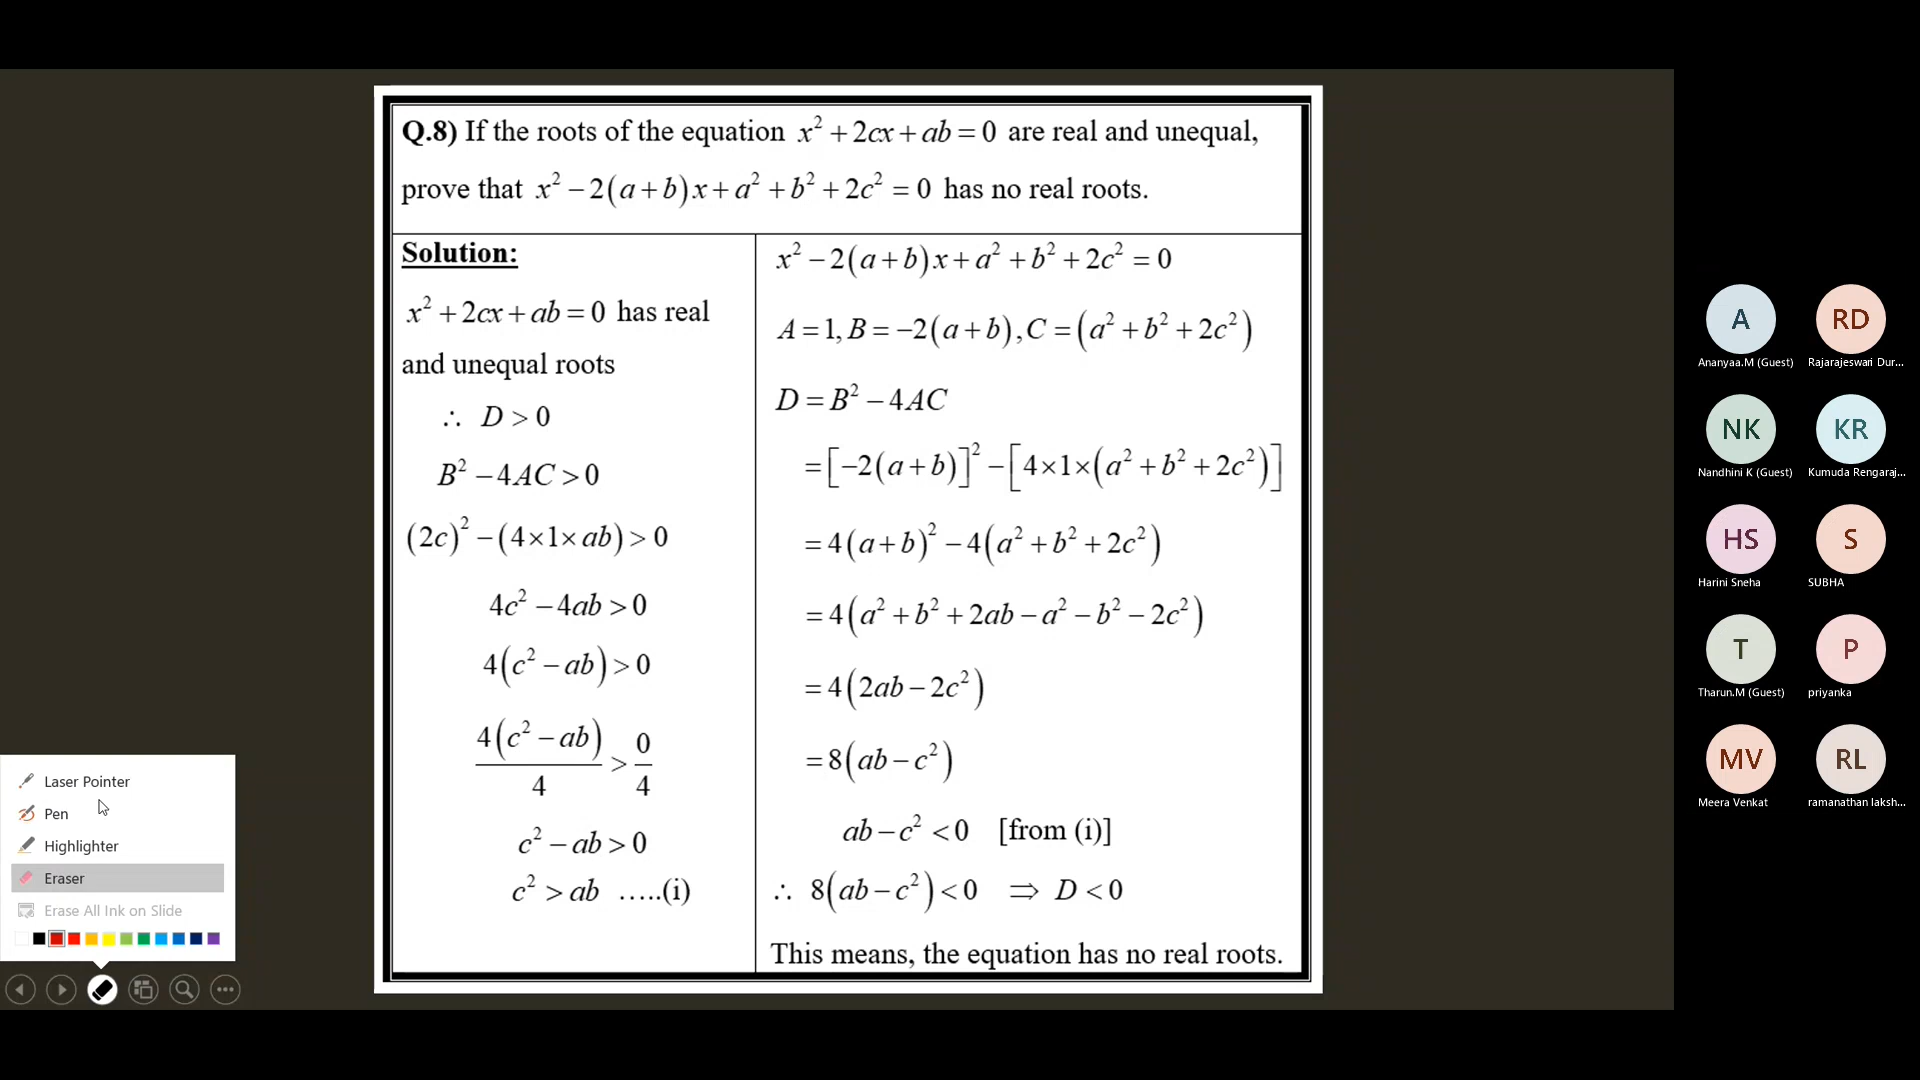 Q.8) If the roots of the equation x² + 2cx + ab = 0 are real and unequal,
prove that x² − 2(a + b)x + a² + b² + 2c² = 0 has no real roots.
Solution:
x² + 2cx + ab = 0 has real
and unequal roots
∴ D > 0
B² − 4AC > 0
(2c)² − (4×1×ab) > 0
4c² − 4ab > 0
4(c² − ab) > 0
4(c² − ab)/4 > 0/4
c² − ab > 0
c² > ab .....(i)
x² − 2(a + b)x + a² + b² + 2c² = 0
A = 1, B = −2(a + b), C = (a² + b² + 2c²)
D = B² − 4AC
= [−2(a + b)]² − [4×1×(a² + b² + 2c²)]
= 4(a + b)² − 4(a² + b² + 2c²)
= 4(a² + b² + 2ab − a² − b² − 2c²)
= 4(2ab − 2c²)
= 8(ab − c²)
ab − c² < 0 [from (i)]
∴ 8(ab − c²) < 0 ⇒ D < 0
This means, the equation has no real roots.
Laser Pointer
Pen
Highlighter
Eraser
Erase All Ink on Slide
A
Ananyaa.M (Guest)
RD
Rajarajeswari Dur...
NK
Nandhini K (Guest)
KR
Kumuda Rengaraj...
HS
Harini Sneha
S
SUBHA
T
Tharun.M (Guest)
P
priyanka
MV
Meera Venkat
RL
ramanathan laksh...